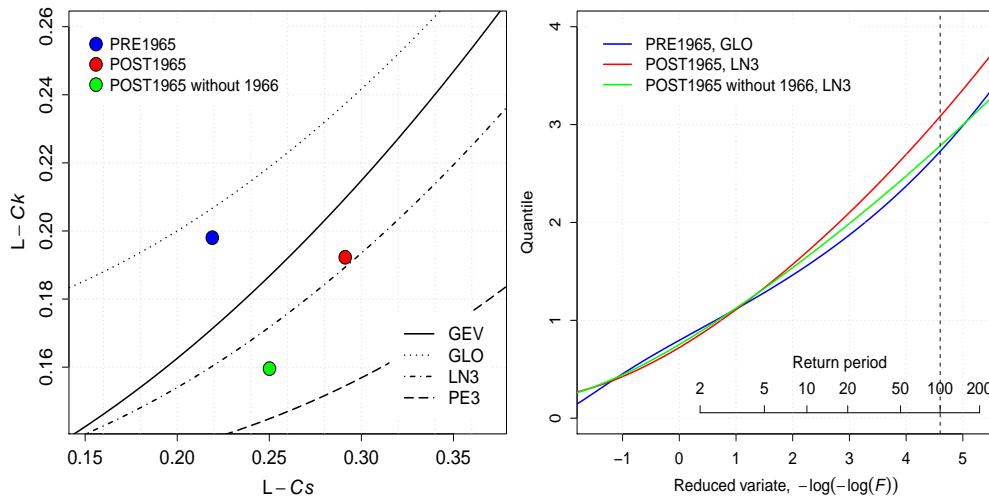 PRE1965
POST1965
POST1965 without 1966
GEV
GLO
LN3
PE3
0.26
0.24
0.22
0.20
0.18
0.16
L − Ck
0.15 0.20 0.25 0.30 0.35
L − Cs
PRE1965, GLO
POST1965, LN3
POST1965 without 1966, LN3
4
3
2
1
0
Quantile
Return period
2 5 10 20 50 100 200
−1 0 1 2 3 4 5
Reduced variate, −log(−log(F))